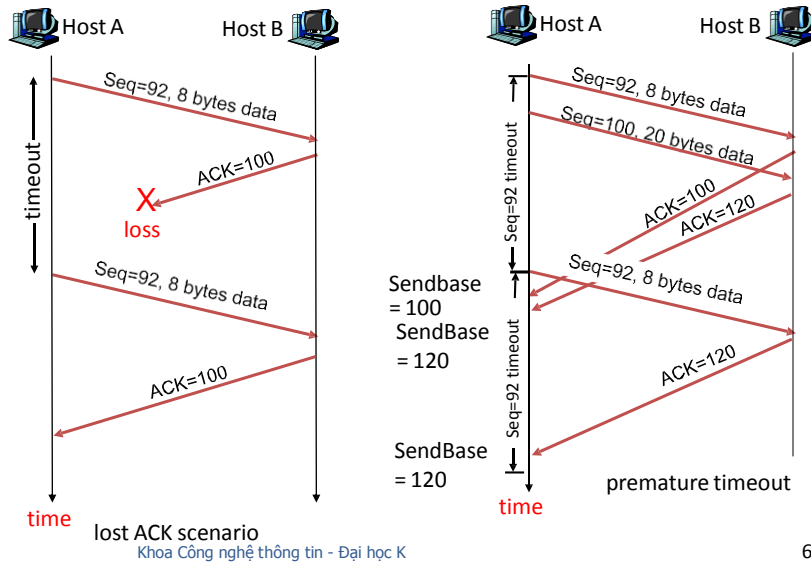 Host A
Host B
Seq=92, 8 bytes data
timeout
ACK=100
X
loss
Seq=92, 8 bytes data
ACK=100
time
lost ACK scenario
Host A
Host B
Seq=92, 8 bytes data
Seq=100, 20 bytes data
Seq=92 timeout
ACK=100
ACK=120
Seq=92, 8 bytes data
Sendbase
= 100
SendBase
= 120
Seq=92 timeout
ACK=120
SendBase
= 120
time
premature timeout
Khoa Công nghệ thông tin - Đại học K
6